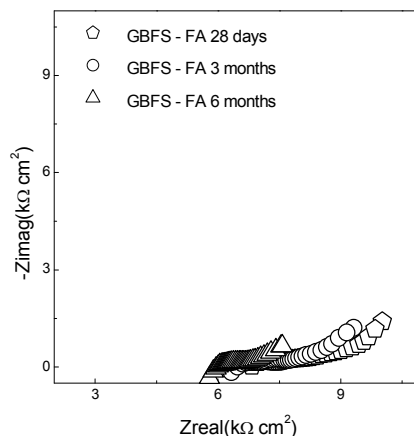 GBFS - FA 28 days
GBFS - FA 3 months
GBFS - FA 6 months
9
6
3
0
3
6
9
12
-Zimag(kΩ cm²)
Zreal(kΩ cm²)